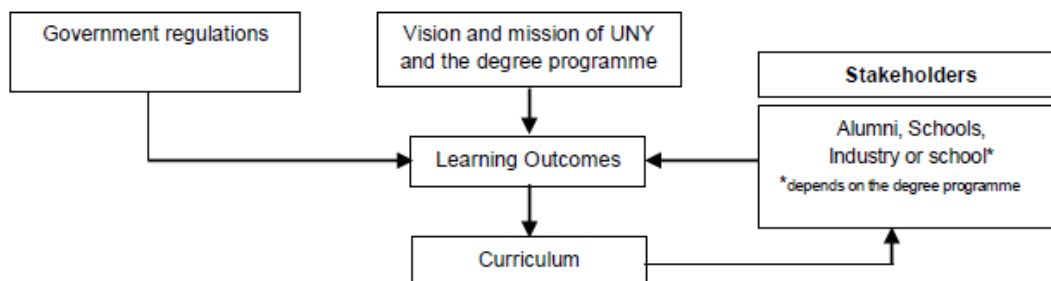 Government regulations
Vision and mission of UNY
and the degree programme
Stakeholders
Alumni, Schools,
Industry or school*
*depends on the degree programme
Learning Outcomes
Curriculum